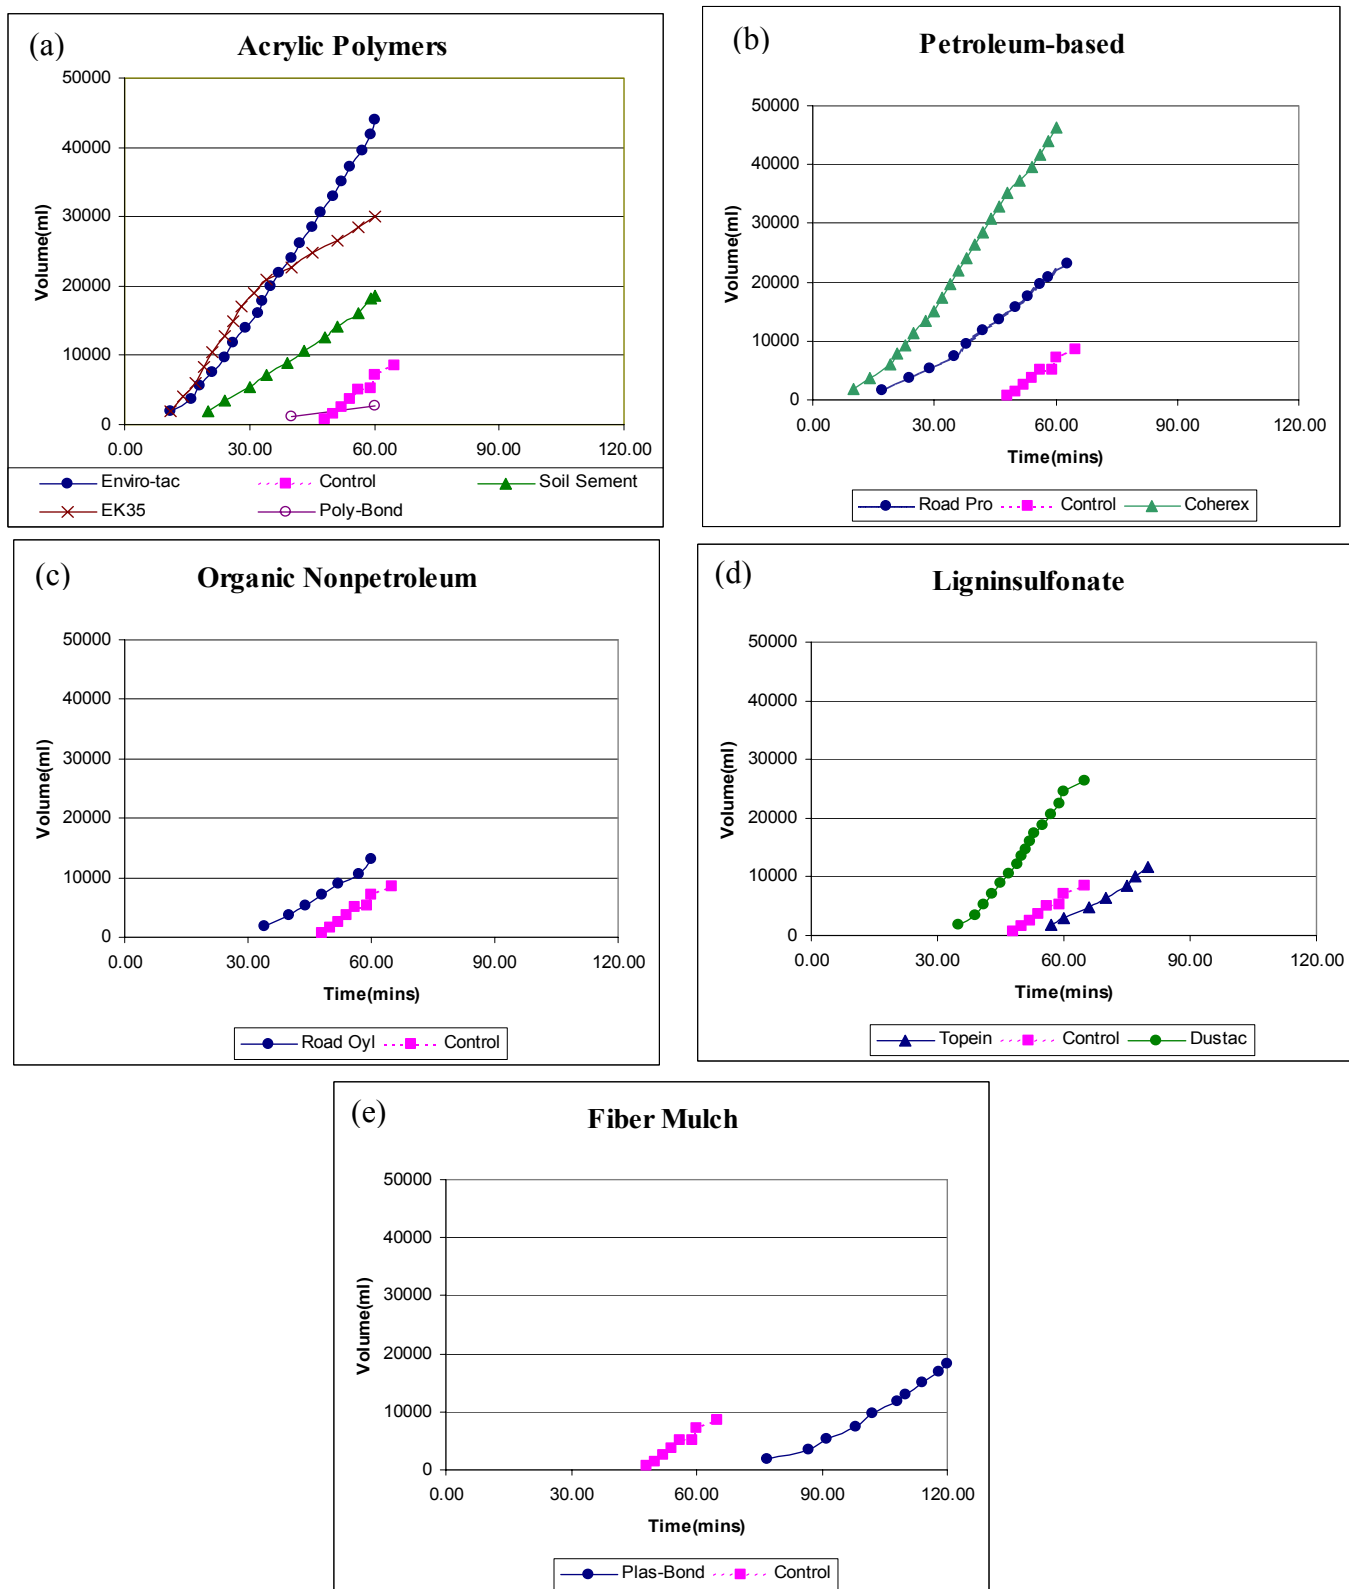 (a)
Acrylic Polymers
50000
40000
30000
20000
10000
0
Volume(ml)
0.00 30.00 60.00 90.00 120.00
Enviro-tac Control Soil Sement
EK35 Poly-Bond
(b)
Petroleum-based
50000
40000
30000
20000
10000
0
Volume(ml)
0.00 30.00 60.00 90.00 120.00
Time(mins)
Road Pro Control Coherex
(c)
Organic Nonpetroleum
50000
40000
30000
20000
10000
0
Volume(ml)
0.00 30.00 60.00 90.00 120.00
Time(mins)
Road Oyl Control
(d)
Ligninsulfonate
50000
40000
30000
20000
10000
0
Volume(ml)
0.00 30.00 60.00 90.00 120.00
Time(mins)
Topein Control Dustac
(e)
Fiber Mulch
50000
40000
30000
20000
10000
0
Volume(ml)
0.00 30.00 60.00 90.00 120.00
Time(mins)
Plas-Bond Control